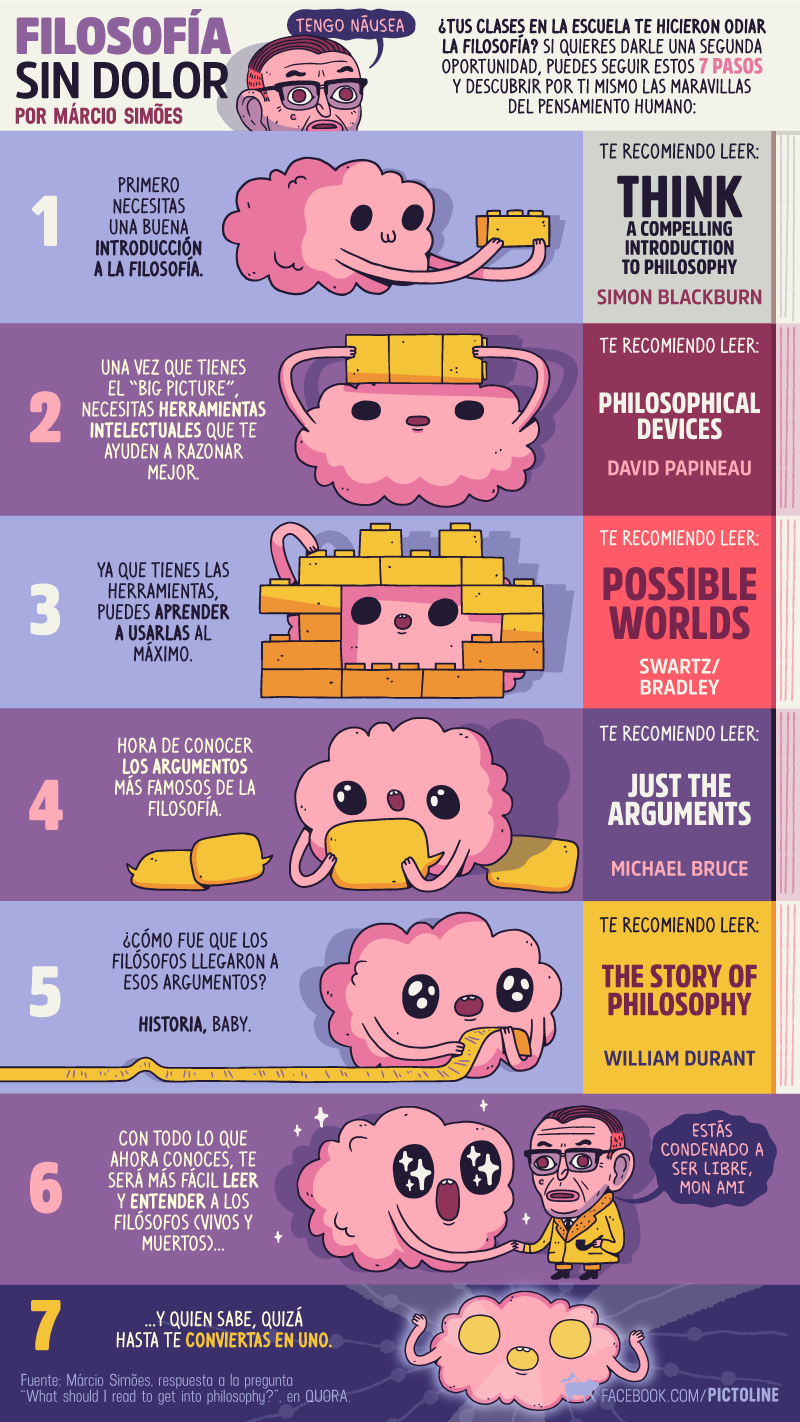 FILOSOFÍA
SIN DOLOR
POR MÁRCIO SIMÕES
TENGO NÃUSEA
¿TUS CLASES EN LA ESCUELA TE HICIERON ODIAR
LA FILOSOFÍA? SI QUIERES DARLE UNA SEGUNDA
OPORTUNIDAD, PUEDES SEGUIR ESTOS 7 PASOS
Y DESCUBRIR POR TI MISMO LAS MARAVILLAS
DEL PENSAMIENTO HUMANO:
1
PRIMERO
NECESITAS
UNA BUENA
INTRODUCCIÓN
A LA FILOSOFÍA.
TE RECOMIENDO LEER:
THINK
A COMPELLING
INTRODUCTION
TO PHILOSOPHY
SIMON BLACKBURN
2
UNA VEZ QUE TIENES
EL "BIG PICTURE",
NECESITAS HERRAMIENTAS
INTELECTUALES QUE TE
AYUDEN A RAZONAR
MEJOR.
TE RECOMIENDO LEER:
PHILOSOPHICAL
DEVICES
DAVID PAPINEAU
3
YA QUE TIENES LAS
HERRAMIENTAS,
PUEDES APRENDER
A USARLAS AL
MÁXIMO.
TE RECOMIENDO LEER:
POSSIBLE
WORLDS
SWARTZ/
BRADLEY
4
HORA DE CONOCER
LOS ARGUMENTOS
MÁS FAMOSOS DE LA
FILOSOFÍA.
TE RECOMIENDO LEER:
JUST THE
ARGUMENTS
MICHAEL BRUCE
5
¿CÓMO FUE QUE LOS
FILÓSOFOS LLEGARON A
ESOS ARGUMENTOS?
HISTORIA, BABY.
TE RECOMIENDO LEER:
THE STORY OF
PHILOSOPHY
WILLIAM DURANT
6
CON TODO LO QUE
AHORA CONOCES, TE
SERÁ MÁS FÁCIL LEER
Y ENTENDER A LOS
FILÓSOFOS (VIVOS Y
MUERTOS)...
ESTÁS
CONDENADO A
SER LIBRE,
MON AMI
7
...Y QUIEN SABE, QUIZÁ
HASTA TE CONVIERTAS EN UNO.
Fuente: Márcio Simões, respuesta a la pregunta
"What should I read to get into philosophy?", en QUORA.
FACEBOOK.COM/PICTOLINE